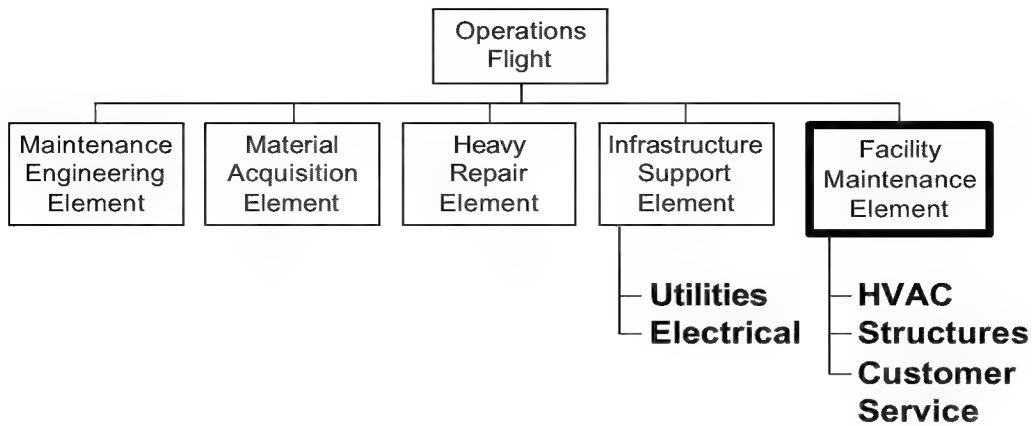 Operations
Flight
Maintenance
Engineering
Element
Material
Acquisition
Element
Heavy
Repair
Element
Infrastructure
Support
Element
Facility
Maintenance
Element
Utilities
Electrical
HVAC
Structures
Customer
Service